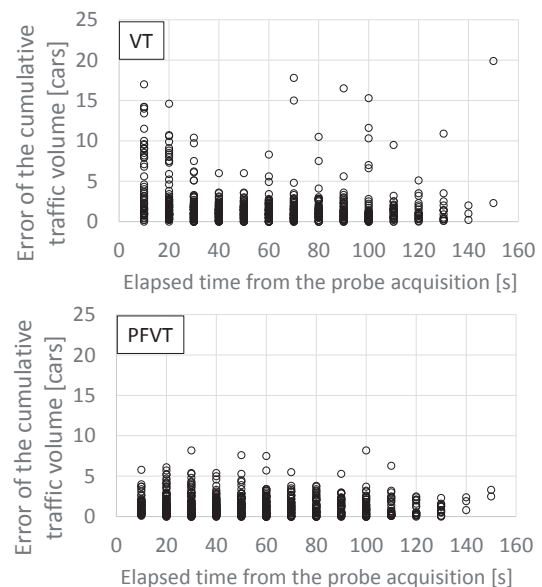 VT
Error of the cumulative
traffic volume [cars]
25
20
15
10
5
0
0 20 40 60 80 100 120 140 160
Elapsed time from the probe acquisition [s]
PFVT
Error of the cumulative
traffic volume [cars]
25
20
15
10
5
0
0 20 40 60 80 100 120 140 160
Elapsed time from the probe acquisition [s]